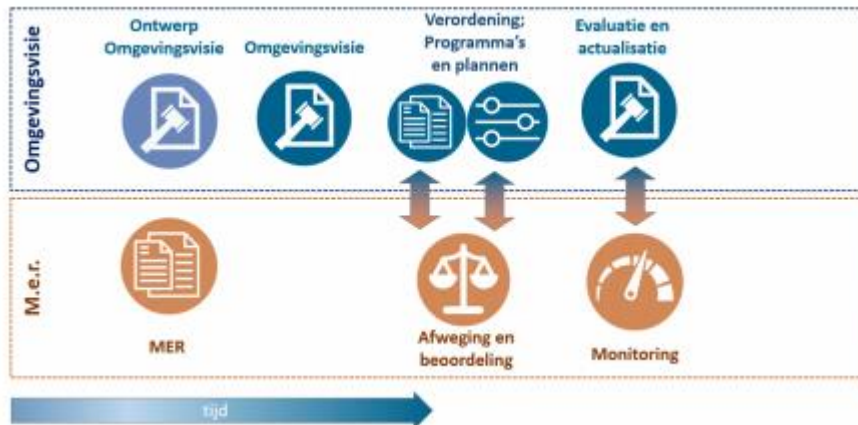 Omgevingsvisie
Ontwerp
Omgevingsvisie
Omgevingsvisie
Verordening;
Programma's
en plannen
Evaluatie en
actualisatie
M.e.r.
MER
Afweging en
beoordeling
Monitoring
tijd